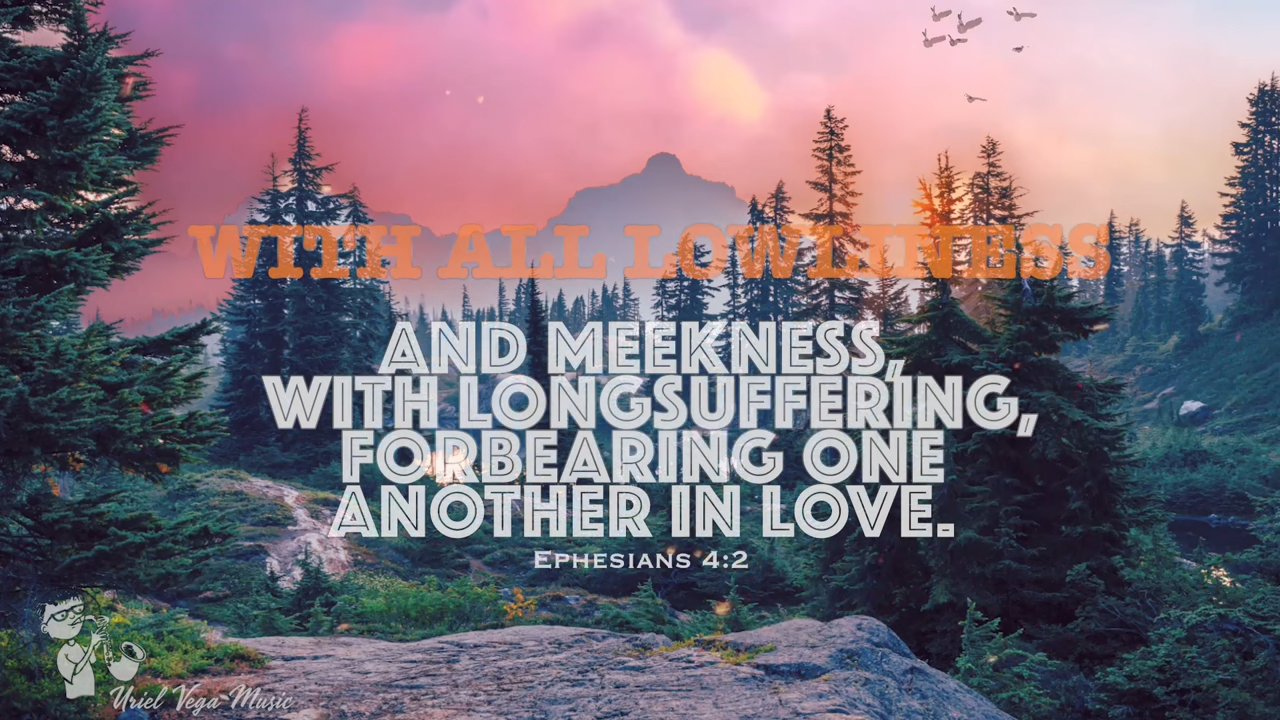 WITH ALL LOWLINESS
AND MEEKNESS,
WITH LONGSUFFERING,
FORBEARING ONE
ANOTHER IN LOVE.
Ephesians 4:2
Uriel Vega Music